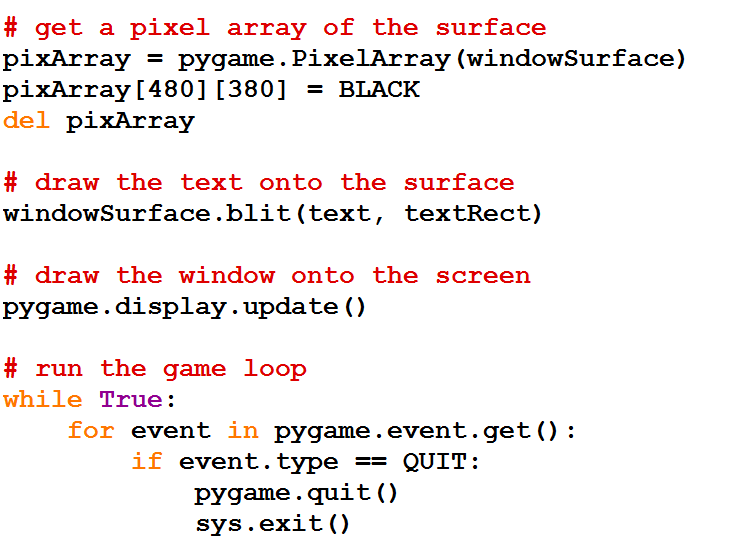 # get a pixel array of the surface
pixArray = pygame.PixelArray(windowSurface)
pixArray[480][380] = BLACK
del pixArray

# draw the text onto the surface
windowSurface.blit(text, textRect)

# draw the window onto the screen
pygame.display.update()

# run the game loop
while True:
    for event in pygame.event.get():
        if event.type == QUIT:
            pygame.quit()
            sys.exit()